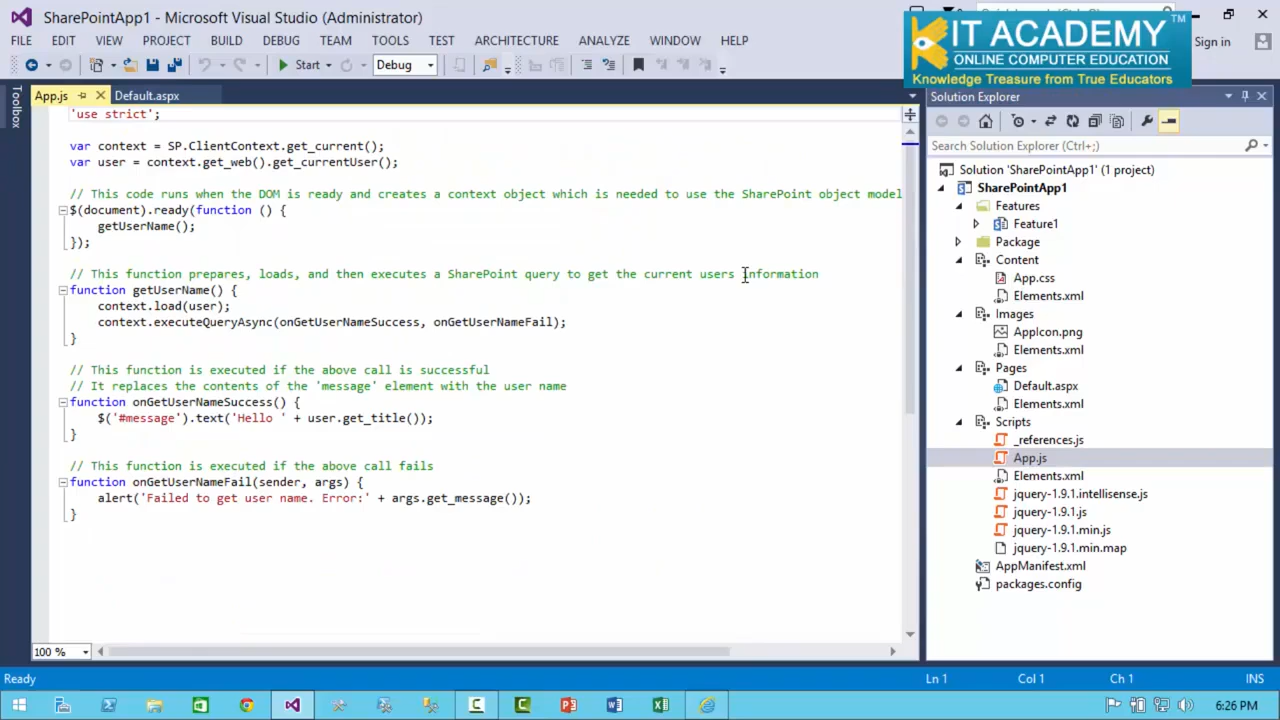 SharePointApp1 - Microsoft Visual Studio (Administrator)
FILE EDIT VIEW PROJECT BUILD DEBUG TEAM TOOLS TEST ARCHITECTURE ANALYZE WINDOW HELP
Sign in
KIT ACADEMY TM
ONLINE COMPUTER EDUCATION
Knowledge Treasure from True Educators
Start Debug
Toolbox
App.js Default.aspx
'use strict';
var context = SP.ClientContext.get_current();
var user = context.get_web().get_currentUser();
// This code runs when the DOM is ready and creates a context object which is needed to use the SharePoint object model
$(document).ready(function () {
getUserName();
});
// This function prepares, loads, and then executes a SharePoint query to get the current users information
function getUserName() {
context.load(user);
context.executeQueryAsync(onGetUserNameSuccess, onGetUserNameFail);
}
// This function is executed if the above call is successful
// It replaces the contents of the 'message' element with the user name
function onGetUserNameSuccess() {
$('#message').text('Hello ' + user.get_title());
}
// This function is executed if the above call fails
function onGetUserNameFail(sender, args) {
alert('Failed to get user name. Error:' + args.get_message());
}
100 %
Solution Explorer
Search Solution Explorer (Ctrl+;)
Solution 'SharePointApp1' (1 project)
SharePointApp1
Features
Feature1
Package
Content
App.css
Elements.xml
Images
AppIcon.png
Elements.xml
Pages
Default.aspx
Elements.xml
Scripts
_references.js
App.js
Elements.xml
jquery-1.9.1.intellisense.js
jquery-1.9.1.js
jquery-1.9.1.min.js
jquery-1.9.1.min.map
AppManifest.xml
packages.config
Ready Ln 1 Col 1 Ch 1 INS
6:26 PM